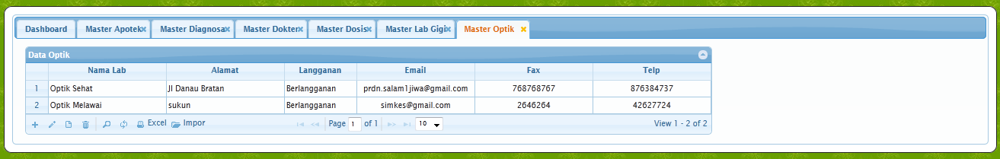 Dashboard Master Apotek Master Diagnosa Master Dokter Master Dosis Master Lab Gigi Master Optik
Data Optik
Nama Lab Alamat Langganan Email Fax Telp
1 Optik Sehat Jl Danau Bratan Berlangganan prdn.salam1jiwa@gmail.com 768768767 876384737
2 Optik Melawai sukun Berlangganan simkes@gmail.com 2646264 42627724
Excel Impor Page 1 of 1 10 View 1 - 2 of 2